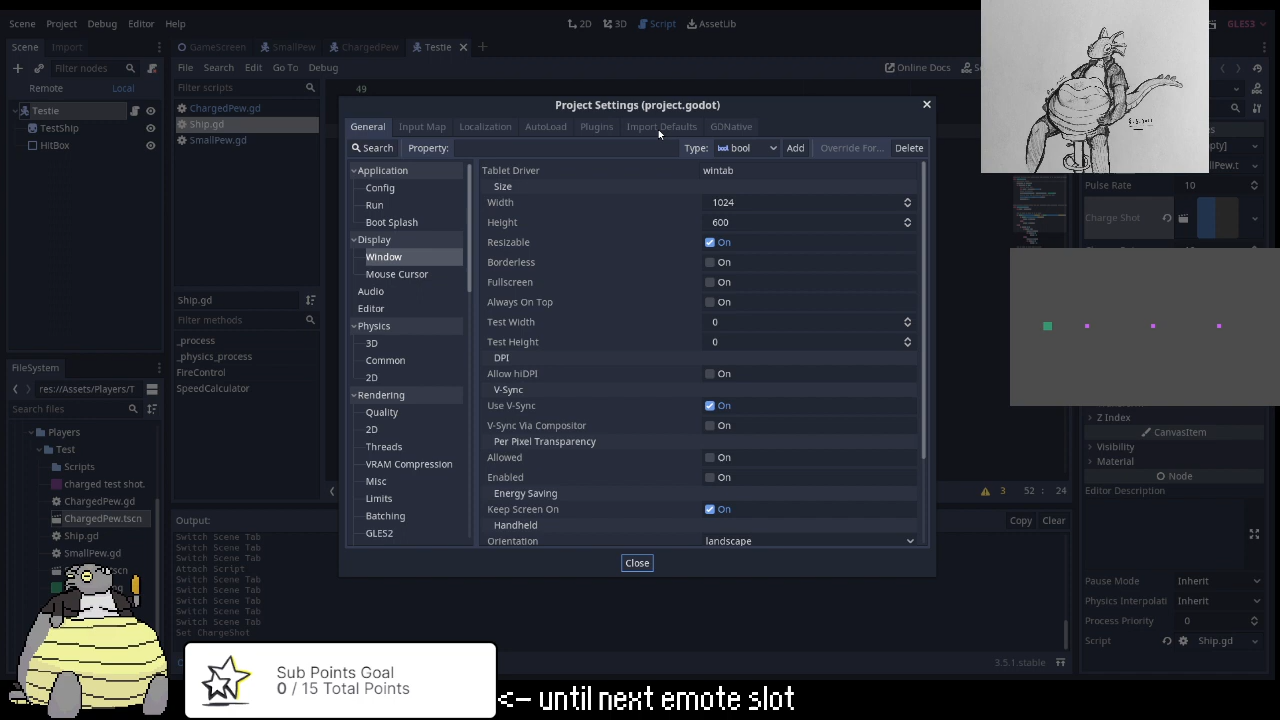 Scene Project Debug Editor Help
2D 3D Script AssetLib
GLES3
Scene Import
GameScreen SmallPew ChargedPew Testie
Filter nodes
File Search Edit Go To Debug
Online Docs
Remote Local
Filter scripts
49
Testie
TestShip
HitBox
ChargedPew.gd
Ship.gd
SmallPew.gd
Ship.gd
Filter methods
_process
_physics_process
FireControl
SpeedCalculator
FileSystem
res://Assets/Players/T
Search files
Players
Test
Scripts
charged test shot.
ChargedPew.gd
ChargedPew.tscn
Ship.gd
SmallPew.gd
Project Settings (project.godot)
General Input Map Localization AutoLoad Plugins Import Defaults GDNative
Search Property: Type: bool Add Override For... Delete
Application
Config
Run
Boot Splash
Display
Window
Mouse Cursor
Audio
Editor
Physics
3D
Common
2D
Rendering
Quality
2D
Threads
VRAM Compression
Misc
Limits
Batching
GLES2
Tablet Driver wintab
Size
Width 1024
Height 600
Resizable On
Borderless On
Fullscreen On
Always On Top On
Test Width 0
Test Height 0
DPI
Allow hiDPI On
V-Sync
Use V-Sync On
V-Sync Via Compositor On
Per Pixel Transparency
Allowed On
Enabled On
Energy Saving
Keep Screen On On
Handheld
Orientation landscape
Close
3 52 : 24
Output: Copy Clear
Switch Scene Tab
Switch Scene Tab
Attach Script
Switch Scene Tab
Switch Scene Tab
Switch Scene Tab
Switch Scene Tab
Set ChargeShot
3.5.1.stable
Pulse Rate 10
Charge Shot
Z Index
CanvasItem
Visibility
Material
Node
Editor Description
Pause Mode Inherit
Physics Interpolati Inherit
Process Priority 0
Script Ship.gd
Sub Points Goal
0 / 15 Total Points
<- until next emote slot